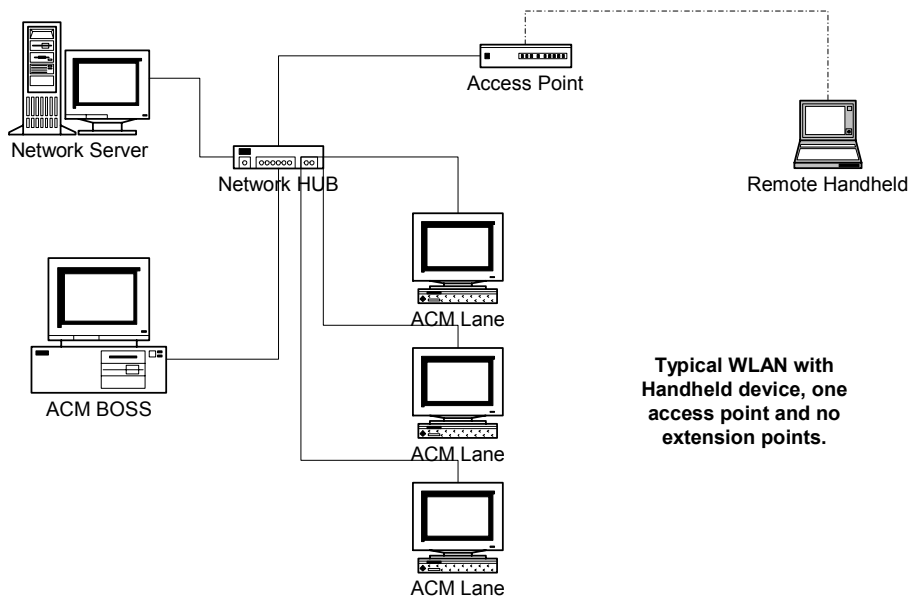 Access Point
Network Server
Network HUB
Remote Handheld
ACM Lane
ACM BOSS
ACM Lane
ACM Lane
Typical WLAN with
Handheld device, one
access point and no
extension points.